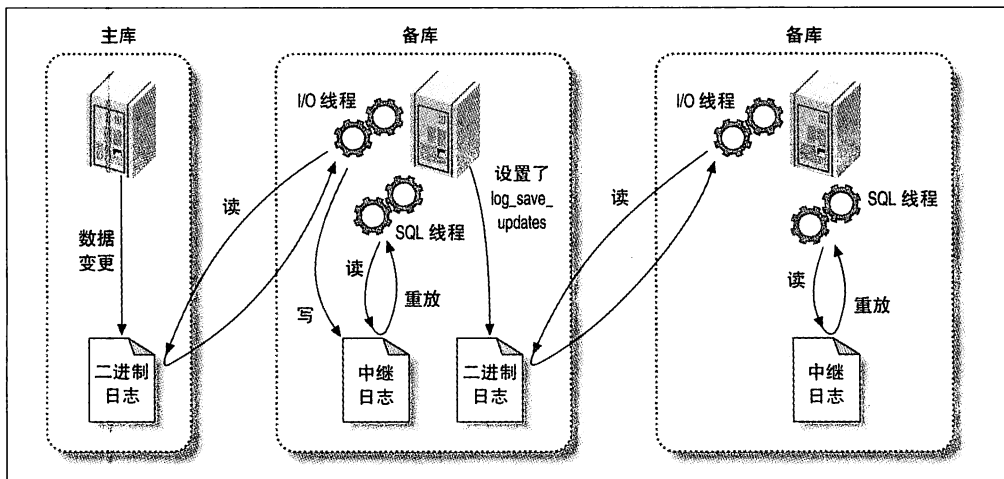 主库
备库
备库
I/O 线程
I/O 线程
设置了
log_save_
updates
读
读
SQL 线程
SQL 线程
数据
变更
读
重放
写
读
重放
二进制
日志
中继
日志
二进制
日志
中继
日志